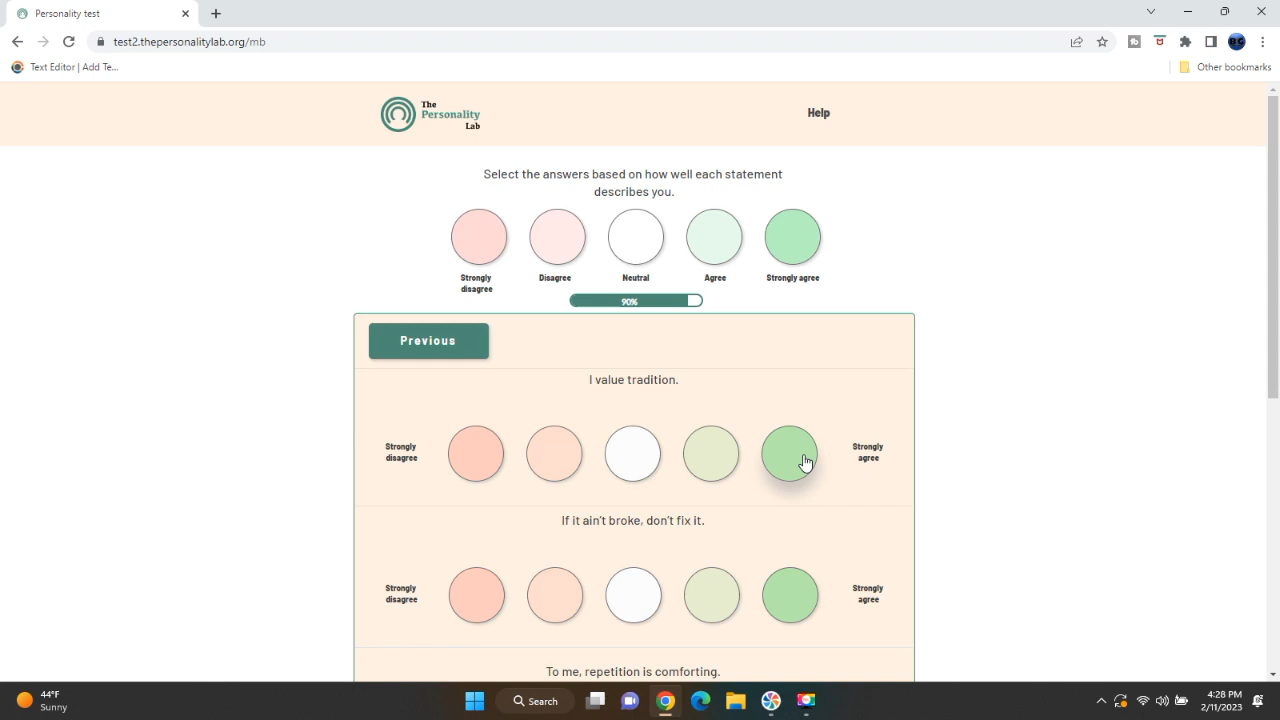 Personality test
test2.thepersonalitylab.org/mb
Text Editor | Add Te...
Other bookmarks
The
Personality
Lab
Help
Select the answers based on how well each statement
describes you.
Strongly
disagree
Disagree
Neutral
Agree
Strongly agree
90%
Previous
I value tradition.
Strongly
disagree
Strongly
agree
If it ain't broke, don't fix it.
Strongly
disagree
Strongly
agree
To me, repetition is comforting.
44°F
Sunny
Search
4:28 PM
2/11/2023